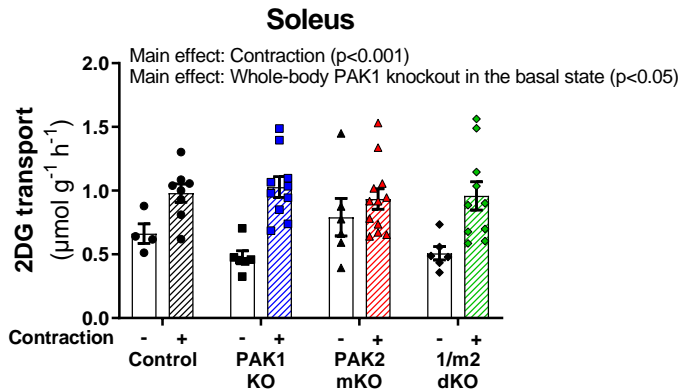 Soleus
Main effect: Contraction (p<0.001)
Main effect: Whole-body PAK1 knockout in the basal state (p<0.05)
2DG transport
(µmol g-1 h-1)
2.0
1.5
1.0
0.5
0.0
Contraction - + - + - + - +
Control PAK1 KO PAK2 mKO 1/m2 dKO